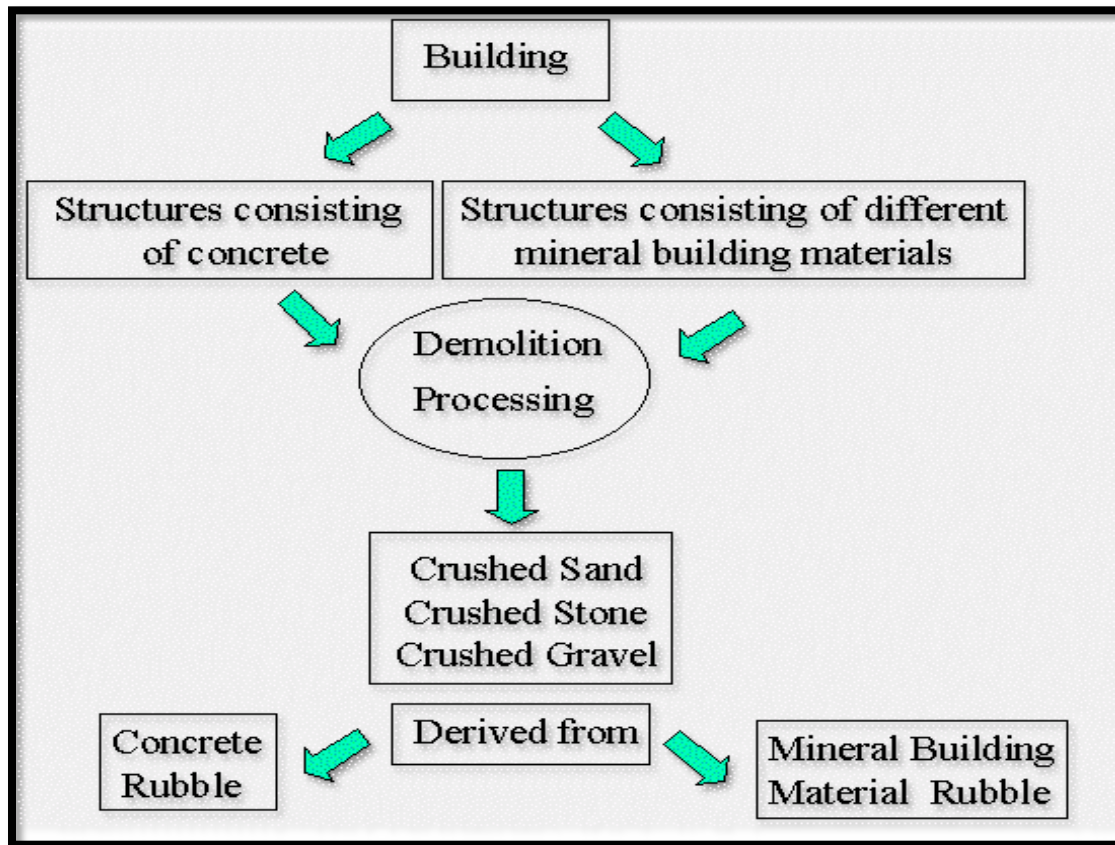 Building
Structures consisting
of concrete
Structures consisting of different
mineral building materials
Demolition
Processing
Crushed Sand
Crushed Stone
Crushed Gravel
Derived from
Concrete
Rubble
Mineral Building
Material Rubble